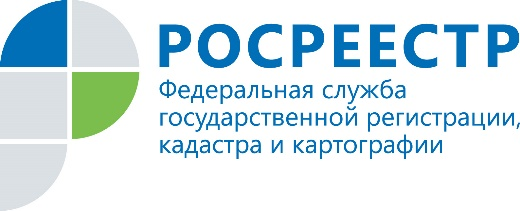 РОСРЕЕСТР
Федеральная служба
государственной регистрации,
кадастра и картографии